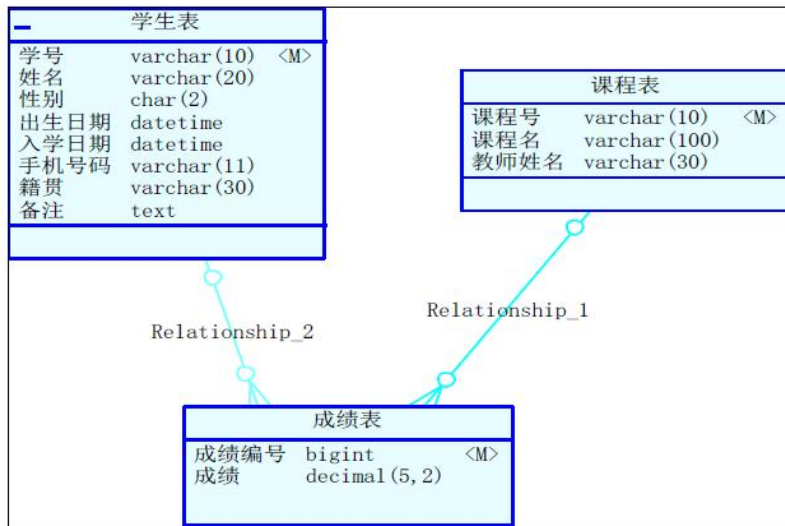 学生表
学号 varchar(10) <M>
姓名 varchar(20)
性别 char(2)
出生日期 datetime
入学日期 datetime
手机号码 varchar(11)
籍贯 varchar(30)
备注 text
课程表
课程号 varchar(10) <M>
课程名 varchar(100)
教师姓名 varchar(30)
Relationship_2
Relationship_1
成绩表
成绩编号 bigint <M>
成绩 decimal(5,2)